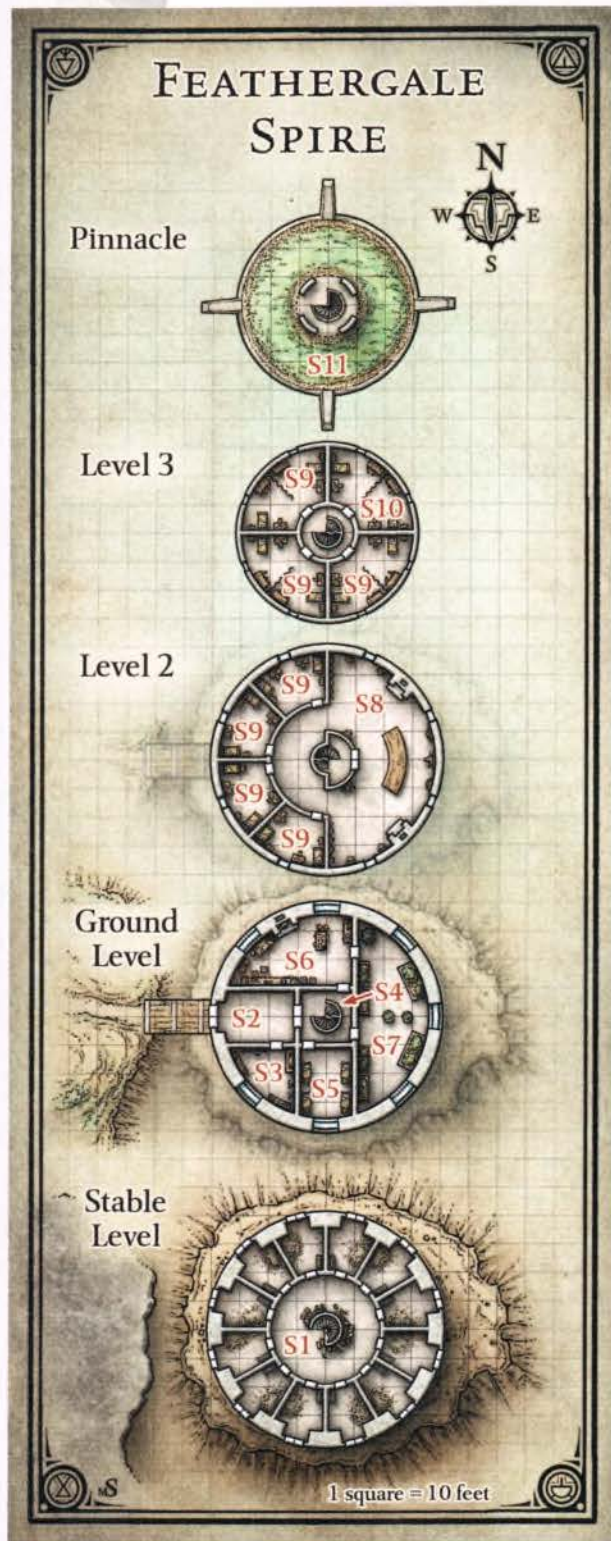 FEATHERGALE
SPIRE
N
W E
S
Pinnacle
S11
Level 3
S9
S10
S9 S9
Level 2
S9
S8
S9
S9
S9
Ground
Level
S6
S4
S2
S7
S3
S5
Stable
Level
S1
1 square = 10 feet